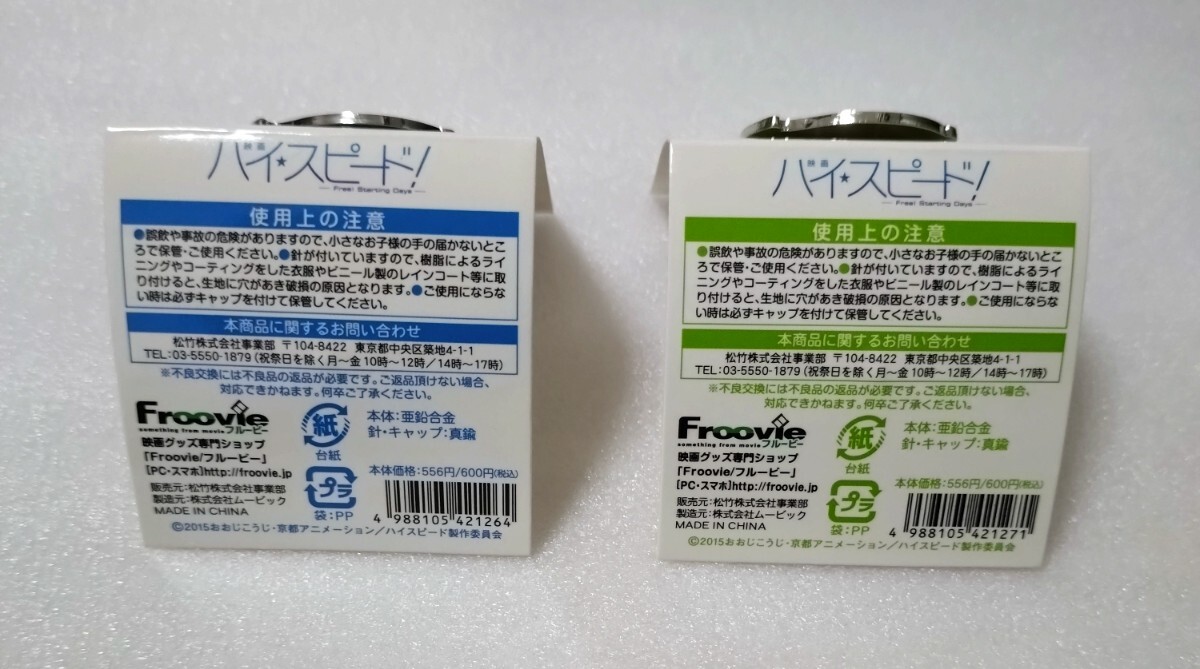 映画
ハイ☆スピード!
Free! Starting Days
使用上の注意
●誤飲や事故の危険がありますので、小さなお子様の手の届かないとこ
ろで保管・ご使用ください。●針が付いていますので、樹脂によるライ
ニングやコーティングをした衣服やビニール製のレインコート等に取
り付けると、生地に穴があき破損の原因となります。●ご使用にならな
い時は必ずキャップを付けて保管してください。
本商品に関するお問い合わせ
松竹株式会社事業部 〒104-8422 東京都中央区築地4-1-1
TEL:03-5550-1879(祝祭日を除く月〜金 10時〜12時/14時〜17時)
※不良交換には不良品の返品が必要です。ご返品頂けない場合、
対応できかねます。何卒ご了承ください。
Froovie
something from movie フルービー
映画グッズ専門ショップ
「Froovie/フルービー」
[PC・スマホ]http://froovie.jp
販売元:松竹株式会社事業部
製造元:株式会社ムービック
MADE IN CHINA
紙
台紙
プラ
袋:PP
本体:亜鉛合金
針・キャップ:真鍮
本体価格:556円/600円(税込)
4 988105 421264
©2015おおじこうじ・京都アニメーション/ハイスピード製作委員会
映画
ハイ☆スピード!
Free! Starting Days
使用上の注意
●誤飲や事故の危険がありますので、小さなお子様の手の届かないとこ
ろで保管・ご使用ください。●針が付いていますので、樹脂によるライ
ニングやコーティングをした衣服やビニール製のレインコート等に取
り付けると、生地に穴があき破損の原因となります。●ご使用にならな
い時は必ずキャップを付けて保管してください。
本商品に関するお問い合わせ
松竹株式会社事業部 〒104-8422 東京都中央区築地4-1-1
TEL:03-5550-1879(祝祭日を除く月〜金 10時〜12時/14時〜17時)
※不良交換には不良品の返品が必要です。ご返品頂けない場合、
対応できかねます。何卒ご了承ください。
Froovie
something from movie フルービー
映画グッズ専門ショップ
「Froovie/フルービー」
[PC・スマホ]http://froovie.jp
販売元:松竹株式会社事業部
製造元:株式会社ムービック
MADE IN CHINA
紙
台紙
プラ
袋:PP
本体:亜鉛合金
針・キャップ:真鍮
本体価格:556円/600円(税込)
4 988105 421271
©2015おおじこうじ・京都アニメーション/ハイスピード製作委員会